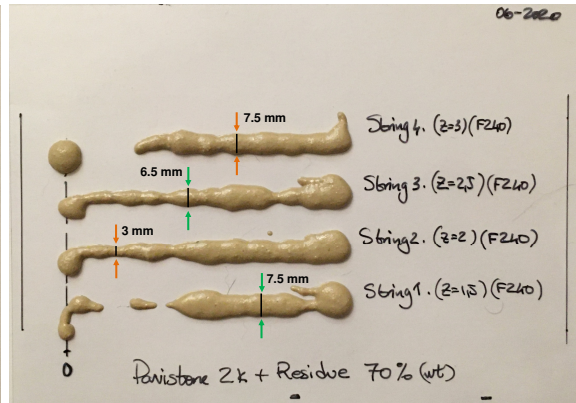 06-2020
7.5 mm
String 4. (Z=3)(F240)
6.5 mm
String 3. (Z=2,5)(F240)
3 mm
String 2. (Z=2)(F240)
7.5 mm
String 1. (Z=1,5)(F240)
0
Pavistone 2k + Residue 70% (wt)